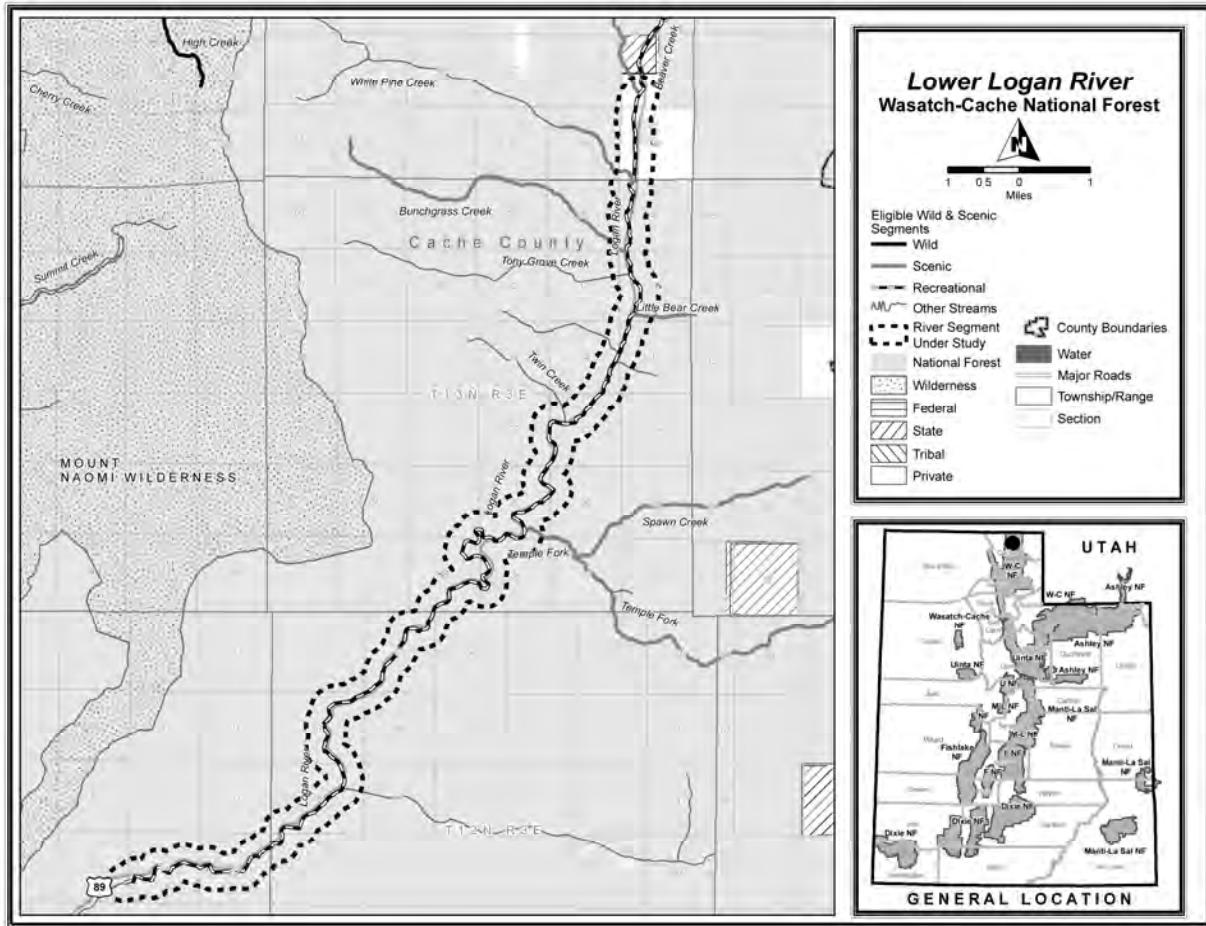 High Creek
Cherry Creek
White Pine Creek
Beaver Creek
Bunchgrass Creek
Logan River
Cache County
Summit Creek
Tony Grove Creek
Little Bear Creek
Twin Creek
T13N R3E
MOUNT
NAOMI WILDERNESS
Logan River
Spawn Creek
Temple Fork
Temple Fork
Logan River
T12N R3E
89
Lower Logan River
Wasatch-Cache National Forest
N
1 0.5 0 1
Miles
Eligible Wild & Scenic
Segments
Wild
Scenic
Recreational
Other Streams
River Segment
Under Study
National Forest
Wilderness
Federal
State
Tribal
Private
County Boundaries
Water
Major Roads
Township/Range
Section
UTAH
W-C
NF
W-C NF
Ashley NF
Wasatch-Cache
NF
Ashley NF
Uinta NF
Uinta NF
Ashley NF
Manti-La Sal
NF
Fishlake
NF
Manti-La Sal
NF
Dixie NF
Dixie NF
Dixie NF
Manti-La Sal NF
GENERAL LOCATION